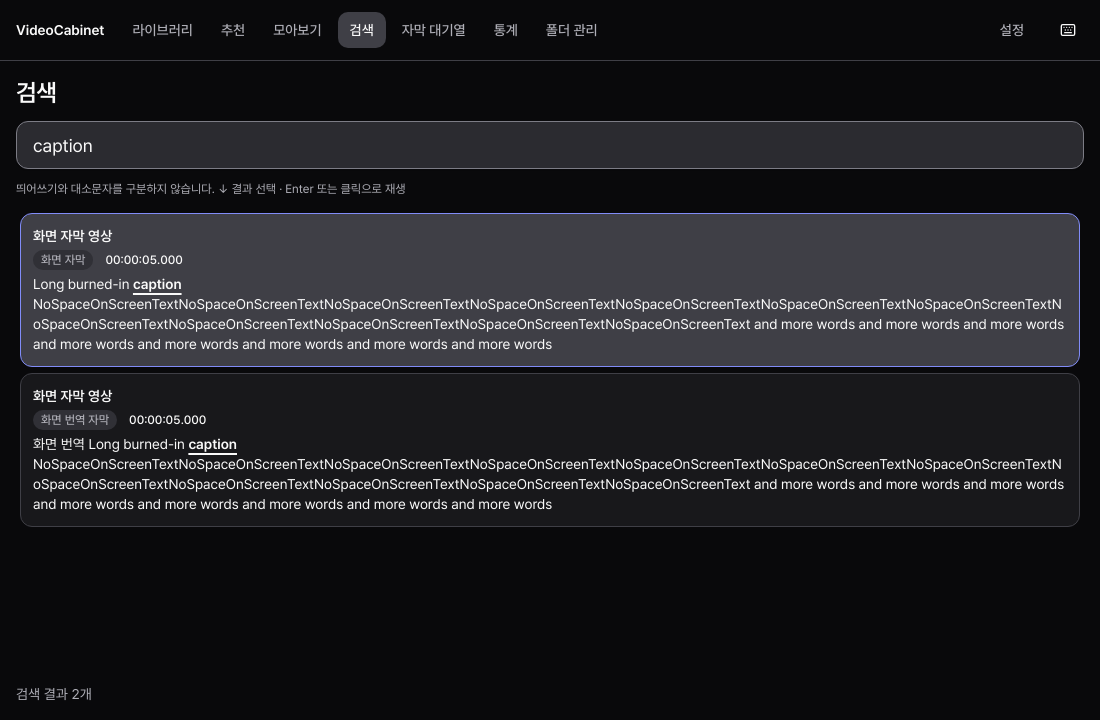 VideoCabinet 라이브러리 추천 모아보기 검색 자막 대기열 통계 폴더 관리 설정
검색
caption
띄어쓰기와 대소문자를 구분하지 않습니다. ↓ 결과 선택 · Enter 또는 클릭으로 재생
화면 자막 영상
화면 자막 00:00:05.000
Long burned-in caption
NoSpaceOnScreenTextNoSpaceOnScreenTextNoSpaceOnScreenTextNoSpaceOnScreenTextNoSpaceOnScreenTextNoSpaceOnScreenTextNoSpaceOnScreenTextN
oSpaceOnScreenTextNoSpaceOnScreenTextNoSpaceOnScreenTextNoSpaceOnScreenTextNoSpaceOnScreenText and more words and more words and more words
and more words and more words and more words and more words and more words
화면 자막 영상
화면 번역 자막 00:00:05.000
화면 번역 Long burned-in caption
NoSpaceOnScreenTextNoSpaceOnScreenTextNoSpaceOnScreenTextNoSpaceOnScreenTextNoSpaceOnScreenTextNoSpaceOnScreenTextNoSpaceOnScreenTextN
oSpaceOnScreenTextNoSpaceOnScreenTextNoSpaceOnScreenTextNoSpaceOnScreenTextNoSpaceOnScreenText and more words and more words and more words
and more words and more words and more words and more words and more words
검색 결과 2개